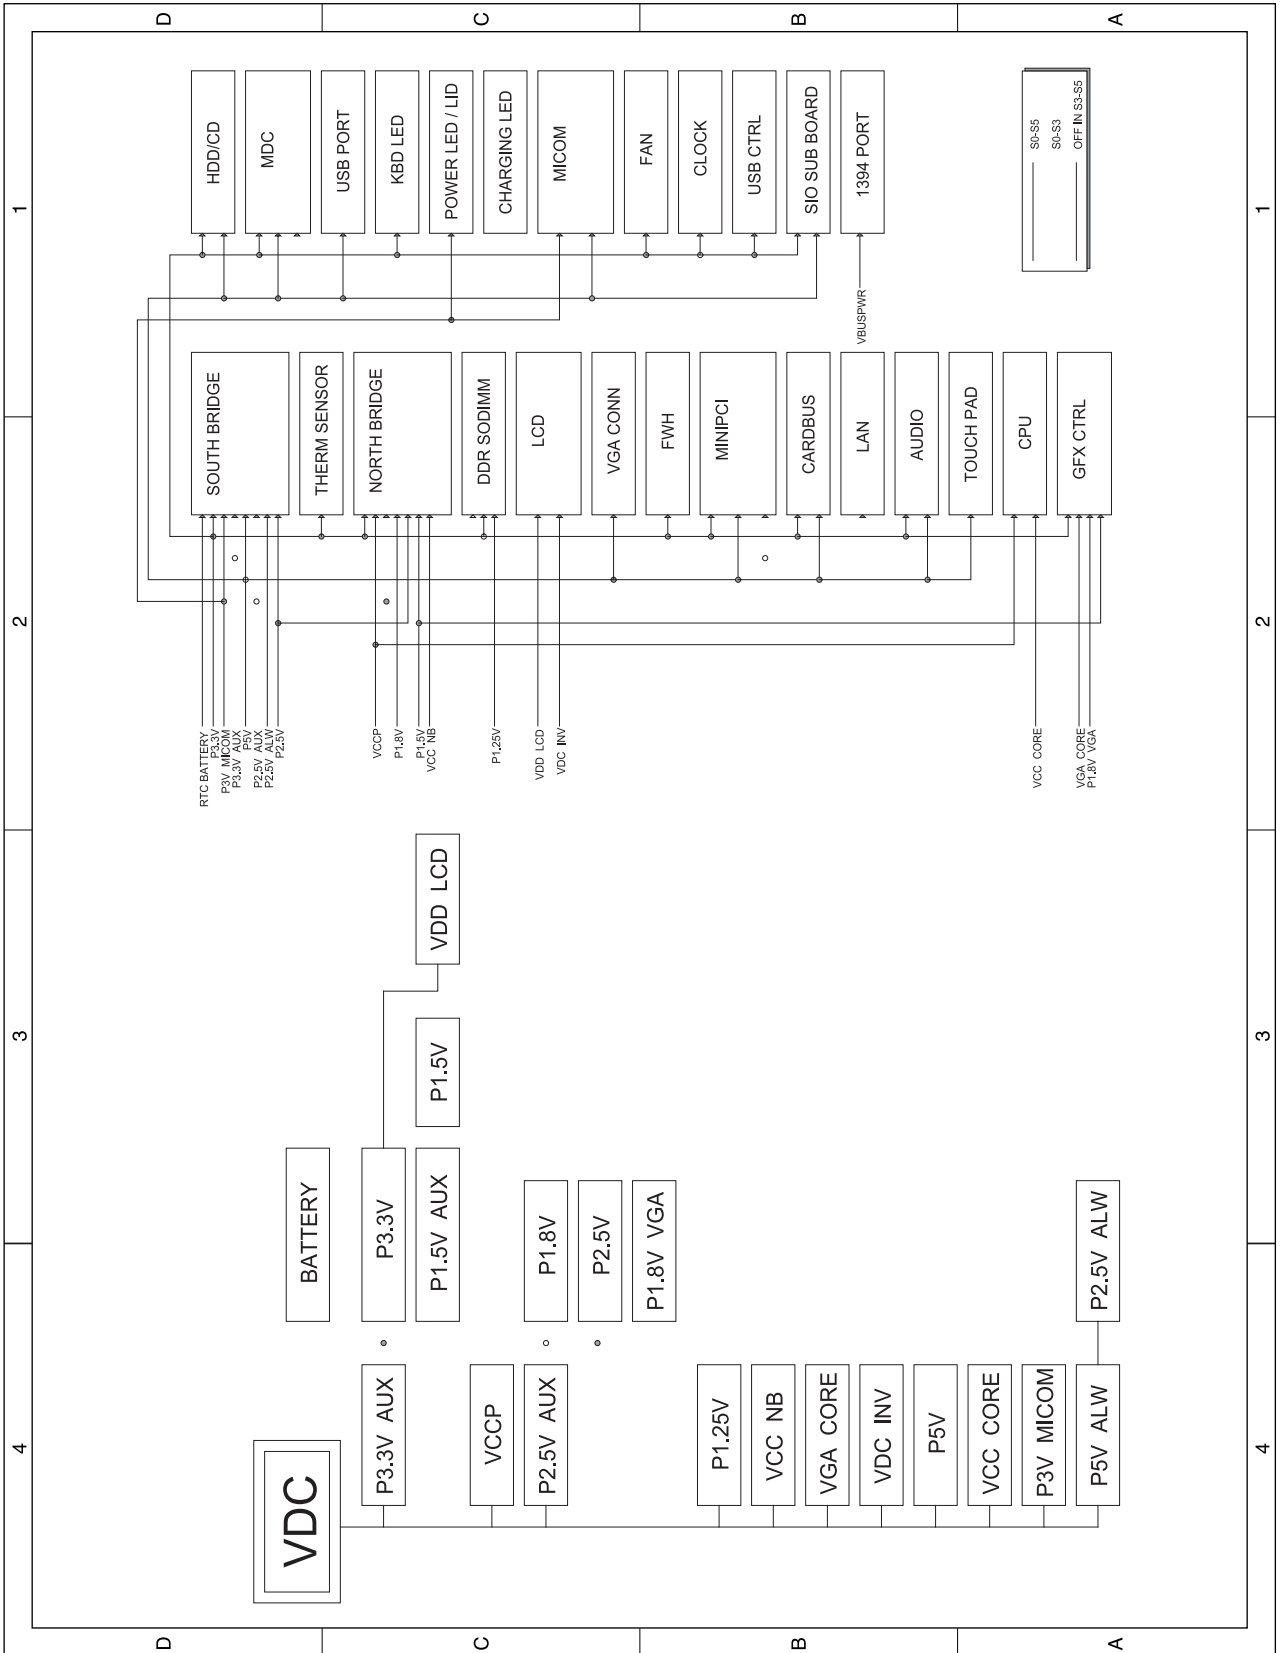 4
3
2
1
D
C
B
A
VDC
BATTERY
P3.3V AUX
P3.3V
VDD LCD
P1.5V AUX
P1.5V
VCCP
P2.5V AUX
P1.8V
P2.5V
P1.8V VGA
P1.25V
VCC NB
VGA CORE
VDC INV
P5V
VCC CORE
P3V MICOM
P5V ALW
P2.5V ALW
RTC BATTERY
P3.3V
P3V MICOM
P3.3V AUX
P5V
P2.5V AUX
P2.5V ALW
P2.5V
VCCP
P1.8V
P1.5V
VCC NB
P1.25V
VDD LCD
VDC INV
VCC CORE
VGA CORE
P1.8V VGA
SOUTH BRIDGE
THERM SENSOR
NORTH BRIDGE
DDR SODIMM
LCD
VGA CONN
FWH
MINIPCI
CARDBUS
LAN
AUDIO
TOUCH PAD
CPU
GFX CTRL
VBUSPWR
HDD/CD
MDC
USB PORT
KBD LED
POWER LED / LID
CHARGING LED
MICOM
FAN
CLOCK
USB CTRL
SIO SUB BOARD
1394 PORT
S0-S5
S0-S3
OFF IN S3-S5
D
C
B
A
4
3
2
1